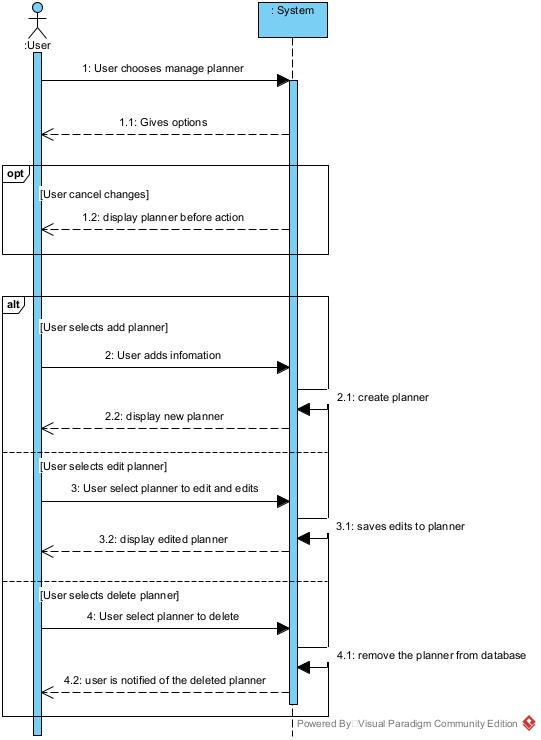 : System
:User
1: User chooses manage planner
1.1: Gives options
opt
[User cancel changes]
1.2: display planner before action
alt
[User selects add planner]
2: User adds infomation
2.1: create planner
2.2: display new planner
[User selects edit planner]
3: User select planner to edit and edits
3.1: saves edits to planner
3.2: display edited planner
[User selects delete planner]
4: User select planner to delete
4.1: remove the planner from database
4.2: user is notified of the deleted planner
Powered By Visual Paradigm Community Edition